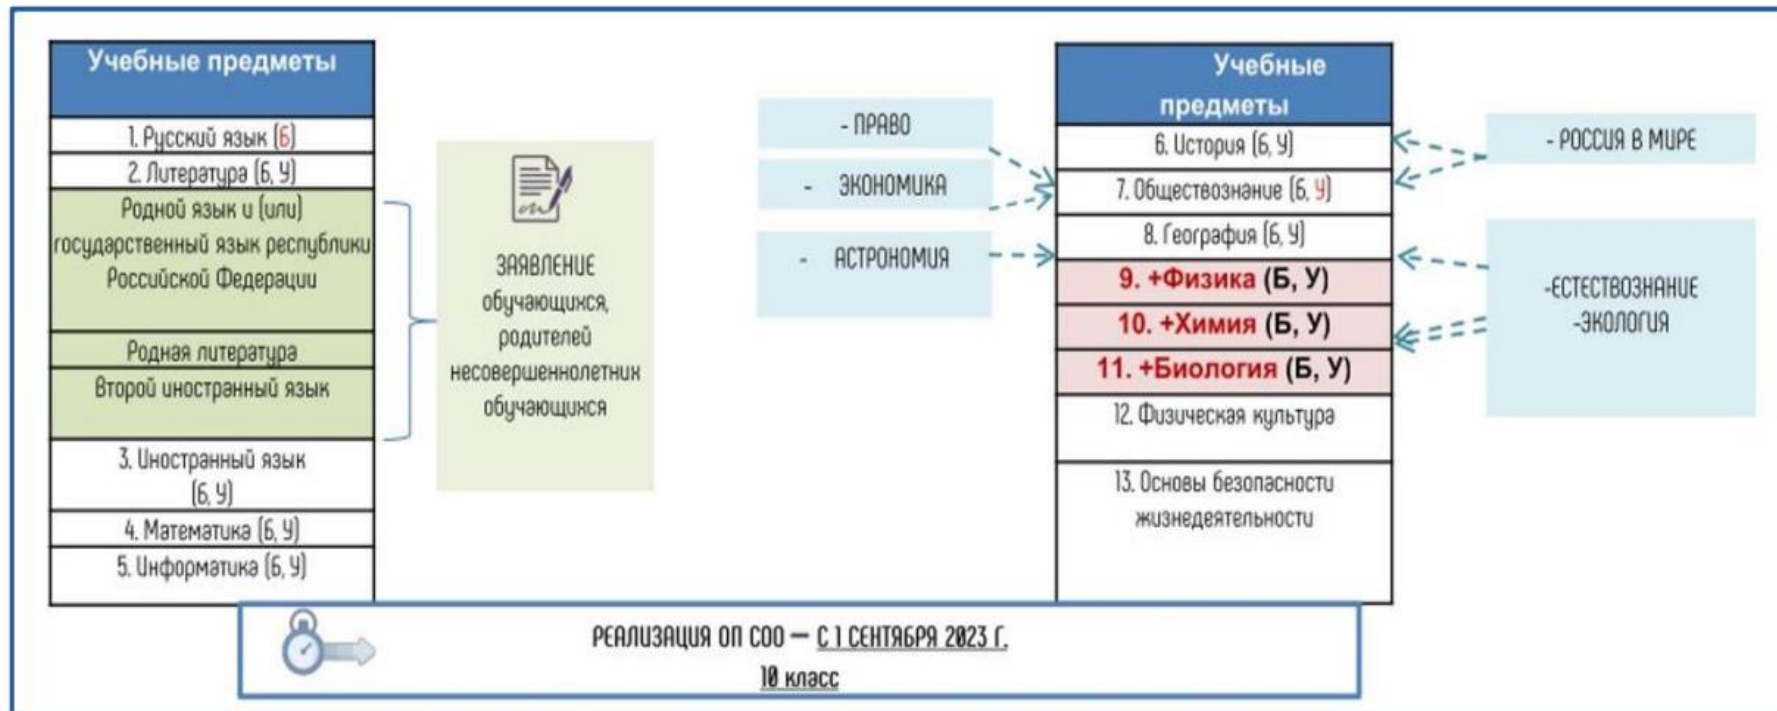 Учебные предметы
1. Русский язык (Б)
2. Литература (Б, У)
Родной язык и (или)
государственный язык республики
Российской Федерации
Родная литература
Второй иностранный язык
3. Иностранный язык
(Б, У)
4. Математика (Б, У)
5. Информатика (Б, У)
ЗАЯВЛЕНИЕ
обучающихся,
родителей
несовершеннолетних
обучающихся
- ПРАВО
- ЭКОНОМИКА
- АСТРОНОМИЯ
Учебные
предметы
6. История (Б, У)
7. Обществознание (Б, У)
8. География (Б, У)
9. +Физика (Б, У)
10. +Химия (Б, У)
11. +Биология (Б, У)
12. Физическая культура
13. Основы безопасности
жизнедеятельности
- РОССИЯ В МИРЕ
-ЕСТЕСТВОЗНАНИЕ
-ЭКОЛОГИЯ
РЕАЛИЗАЦИЯ ОП СОО — С 1 СЕНТЯБРЯ 2023 Г.
10 класс